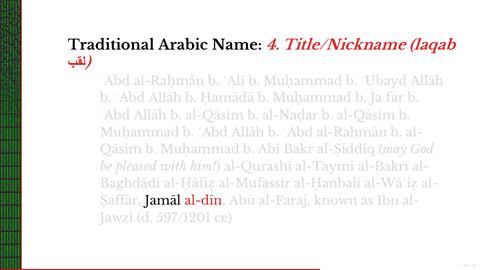 Traditional Arabic Name: 4. Title/Nickname (laqab
لقب)
ʿAbd al-Raḥmān b. ʿAlī b. Muḥammad b. ʿUbayd Allāh
b. ʿAbd Allāh b. Ḥamādā b. Muḥammad b. Jaʿfar b.
ʿAbd Allāh b. al-Qāsim b. al-Naḍar b. al-Qāsim b.
Muḥammad b. ʿAbd Allāh b. ʿAbd al-Raḥmān b. al-
Qāsim b. Muḥammad b. Abī Bakr al-Ṣiddīq (may God
be pleased with him!) al-Qurashī al-Taymī al-Bakrī al-
Baghdādī al-Ḥāfiẓ al-Mufassir al-Ḥanbalī al-Wāʿiẓ al-
Ṣaffār, Jamāl al-dīn, Abū al-Faraj, known as Ibn al-
Jawzī (d. 597/1201 ce)